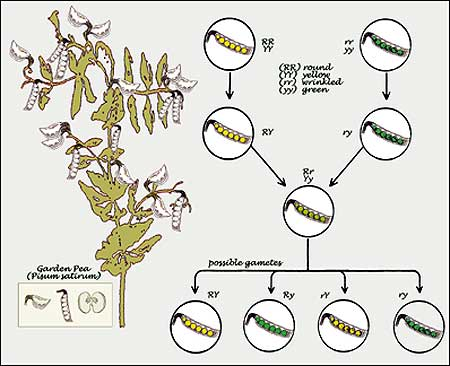 RR
YY
rr
yy
(RR) round
(YY) yellow
(rr) wrinkled
(yy) green
RY
ry
Rr
Yy
possible gametes
Garden Pea
(Pisum satirum)
RY
Ry
rY
ry